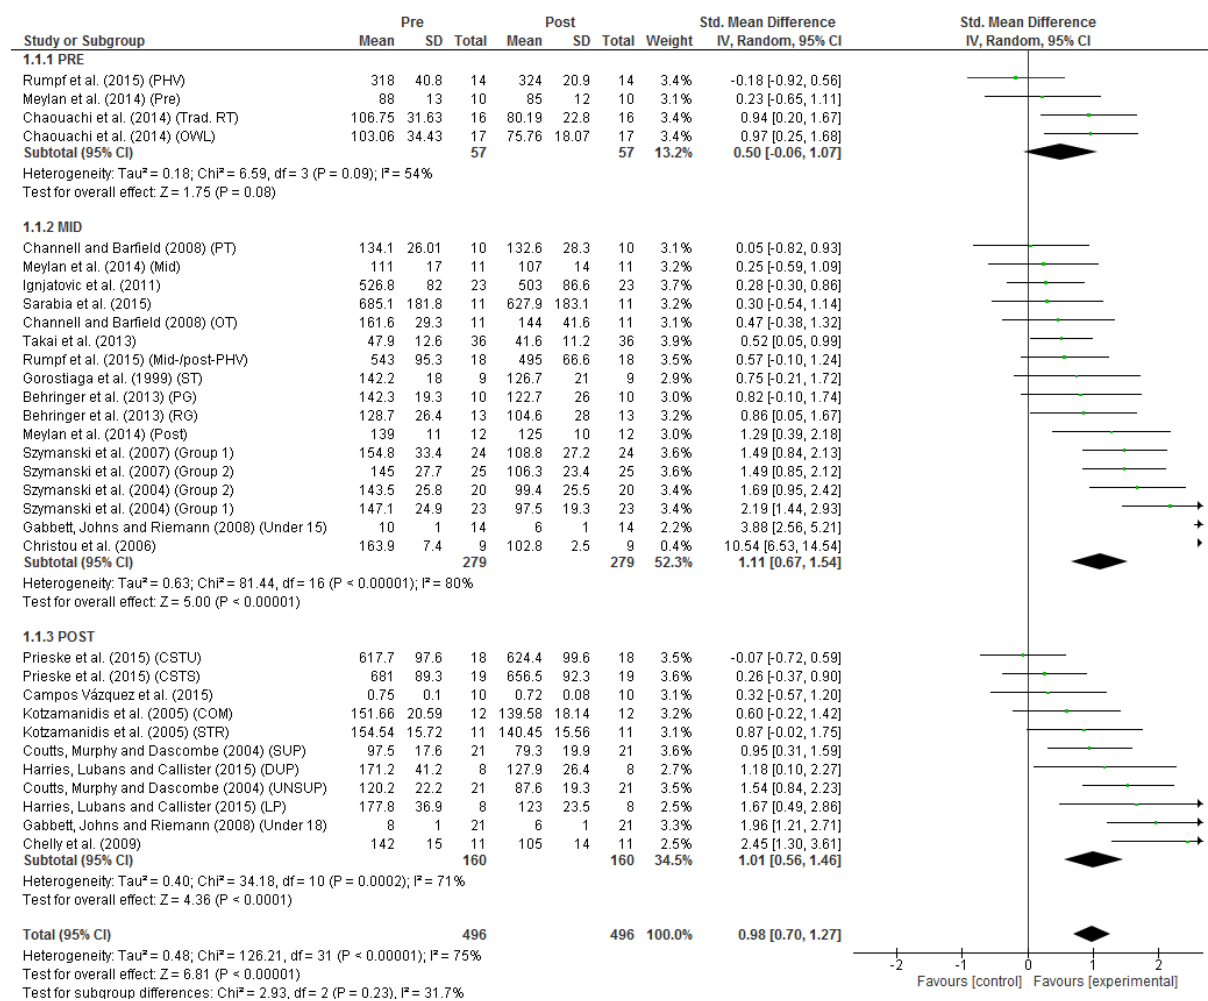 Pre Post Std. Mean Difference Std. Mean Difference
Study or Subgroup Mean SD Total Mean SD Total Weight IV, Random, 95% CI IV, Random, 95% CI
1.1.1 PRE
Rumpf et al. (2015) (PHV) 318 40.8 14 324 20.9 14 3.4% -0.18 [-0.92, 0.56]
Meylan et al. (2014) (Pre) 88 13 10 85 12 10 3.1% 0.23 [-0.65, 1.11]
Chaouachi et al. (2014) (Trad. RT) 106.75 31.63 16 80.19 22.8 16 3.4% 0.94 [0.20, 1.67]
Chaouachi et al. (2014) (OWL) 103.06 34.43 17 75.76 18.07 17 3.4% 0.97 [0.25, 1.68]
Subtotal (95% CI) 57 57 13.2% 0.50 [-0.06, 1.07]
Heterogeneity: Tau² = 0.18; Chi² = 6.59, df = 3 (P = 0.09); I² = 54%
Test for overall effect: Z = 1.75 (P = 0.08)
1.1.2 MID
Channell and Barfield (2008) (PT) 134.1 26.01 10 132.6 28.3 10 3.1% 0.05 [-0.82, 0.93]
Meylan et al. (2014) (Mid) 111 17 11 107 14 11 3.2% 0.25 [-0.59, 1.09]
Ignjatovic et al. (2011) 526.8 82 23 503 86.6 23 3.7% 0.28 [-0.30, 0.86]
Sarabia et al. (2015) 685.1 181.8 11 627.9 183.1 11 3.2% 0.30 [-0.54, 1.14]
Channell and Barfield (2008) (OT) 161.6 29.3 11 144 41.6 11 3.1% 0.47 [-0.38, 1.32]
Takai et al. (2013) 47.9 12.6 36 41.6 11.2 36 3.9% 0.52 [0.05, 0.99]
Rumpf et al. (2015) (Mid-/post-PHV) 543 95.3 18 495 66.6 18 3.5% 0.57 [-0.10, 1.24]
Gorostiaga et al. (1999) (ST) 142.2 18 9 126.7 21 9 2.9% 0.75 [-0.21, 1.72]
Behringer et al. (2013) (PG) 142.3 19.3 10 122.7 26 10 3.0% 0.82 [-0.10, 1.74]
Behringer et al. (2013) (RG) 128.7 26.4 13 104.6 28 13 3.2% 0.86 [0.05, 1.67]
Meylan et al. (2014) (Post) 139 11 12 125 10 12 3.0% 1.29 [0.39, 2.18]
Szymanski et al. (2007) (Group 1) 154.8 33.4 24 108.8 27.2 24 3.6% 1.49 [0.84, 2.13]
Szymanski et al. (2007) (Group 2) 145 27.7 25 106.3 23.4 25 3.6% 1.49 [0.85, 2.12]
Szymanski et al. (2004) (Group 2) 143.5 25.8 20 99.4 25.5 20 3.4% 1.69 [0.95, 2.42]
Szymanski et al. (2004) (Group 1) 147.1 24.9 23 97.5 19.3 23 3.4% 2.19 [1.44, 2.93]
Gabbett, Johns and Riemann (2008) (Under 15) 10 1 14 6 1 14 2.2% 3.88 [2.56, 5.21]
Christou et al. (2006) 163.9 7.4 9 102.8 2.5 9 0.4% 10.54 [6.53, 14.54]
Subtotal (95% CI) 279 279 52.3% 1.11 [0.67, 1.54]
Heterogeneity: Tau² = 0.63; Chi² = 81.44, df = 16 (P < 0.00001); I² = 80%
Test for overall effect: Z = 5.00 (P < 0.00001)
1.1.3 POST
Prieske et al. (2015) (CSTU) 617.7 97.6 18 624.4 99.6 18 3.5% -0.07 [-0.72, 0.59]
Prieske et al. (2015) (CSTS) 681 89.3 19 656.5 92.3 19 3.6% 0.26 [-0.37, 0.90]
Campos Vázquez et al. (2015) 0.75 0.1 10 0.72 0.08 10 3.1% 0.32 [-0.57, 1.20]
Kotzamanidis et al. (2005) (COM) 151.66 20.59 12 139.58 18.14 12 3.2% 0.60 [-0.22, 1.42]
Kotzamanidis et al. (2005) (STR) 154.54 15.72 11 140.45 15.56 11 3.1% 0.87 [-0.02, 1.75]
Coutts, Murphy and Dascombe (2004) (SUP) 97.5 17.6 21 79.3 19.9 21 3.6% 0.95 [0.31, 1.59]
Harries, Lubans and Callister (2015) (DUP) 171.2 41.2 8 127.9 26.4 8 2.7% 1.18 [0.10, 2.27]
Coutts, Murphy and Dascombe (2004) (UNSUP) 120.2 22.2 21 87.6 19.3 21 3.4% 1.54 [0.84, 2.23]
Harries, Lubans and Callister (2015) (LP) 177.8 36.9 8 123 23.5 8 2.5% 1.67 [0.49, 2.86]
Gabbett, Johns and Riemann (2008) (Under 18) 8 1 21 6 1 21 3.3% 1.96 [1.21, 2.71]
Chelly et al. (2009) 142 15 11 105 14 11 2.5% 2.45 [1.30, 3.61]
Subtotal (95% CI) 160 160 34.5% 1.01 [0.56, 1.46]
Heterogeneity: Tau² = 0.40; Chi² = 34.18, df = 10 (P = 0.0002); I² = 71%
Test for overall effect: Z = 4.36 (P < 0.0001)
Total (95% CI) 496 496 100.0% 0.98 [0.70, 1.27]
Heterogeneity: Tau² = 0.48; Chi² = 126.21, df = 31 (P < 0.00001); I² = 75%
Test for overall effect: Z = 6.81 (P < 0.00001)
Test for subgroup differences: Chi² = 2.93, df = 2 (P = 0.23), I² = 31.7%
-2 -1 0 1 2
Favours [control] Favours [experimental]